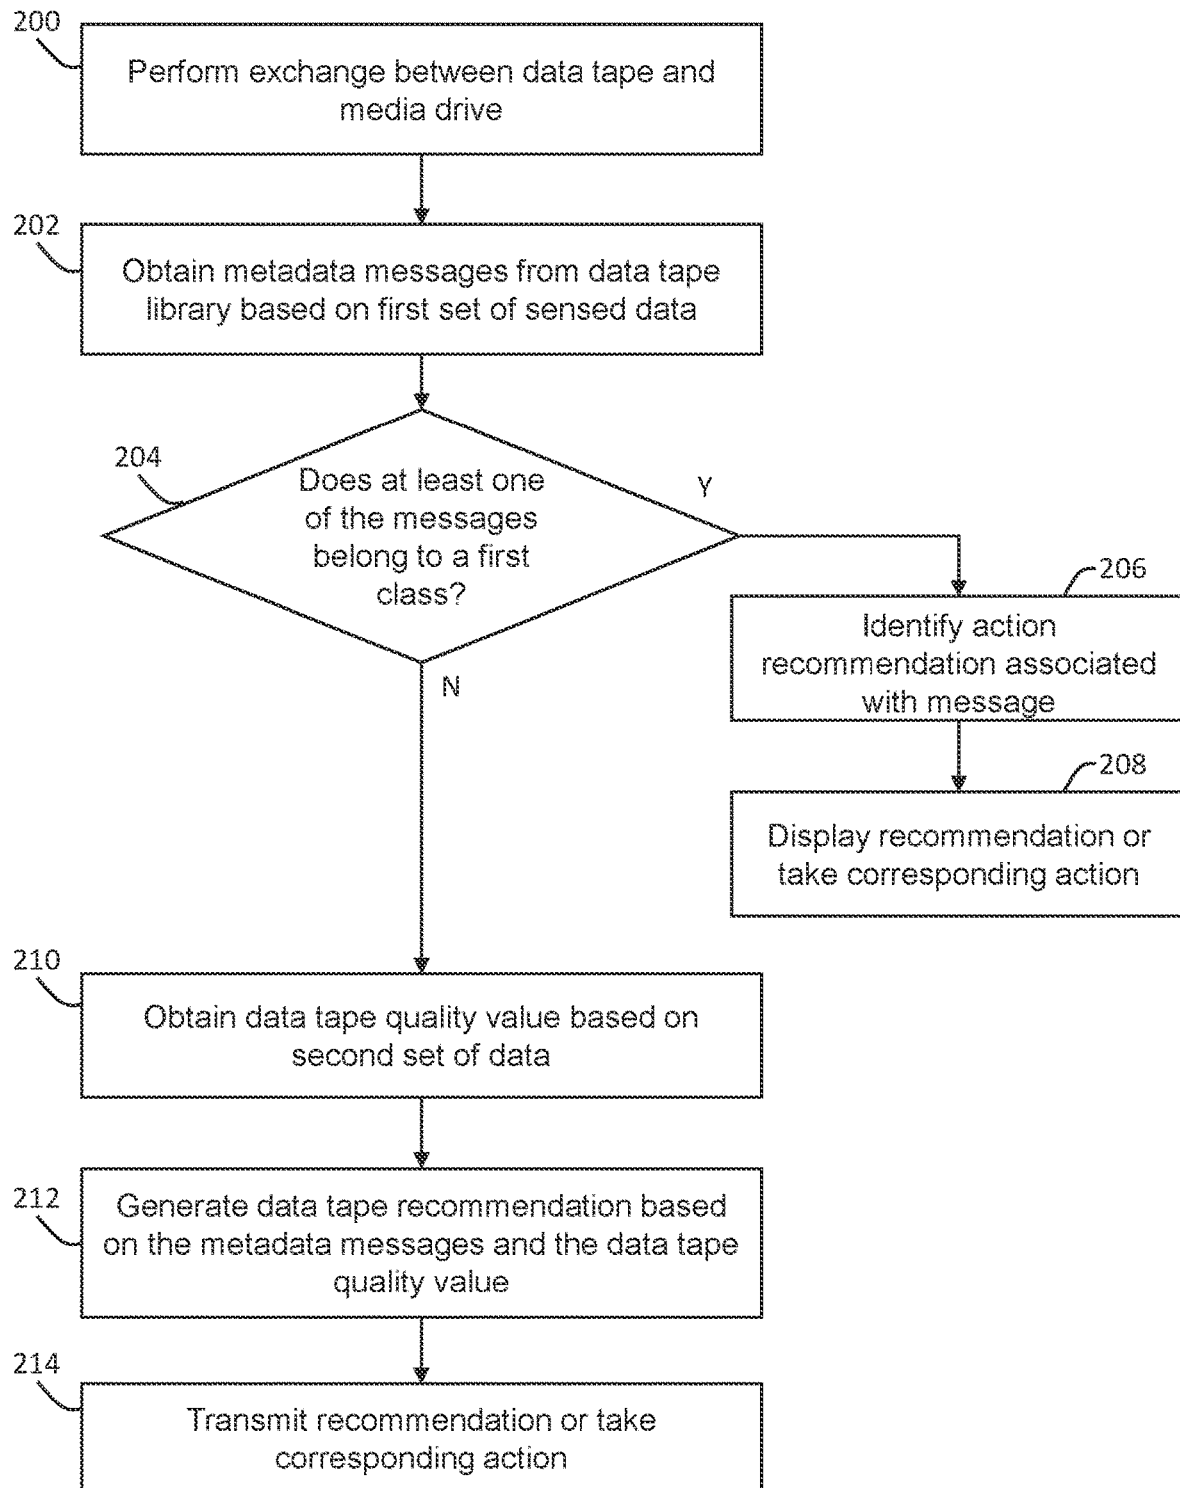 200
Perform exchange between data tape and
media drive
202
Obtain metadata messages from data tape
library based on first set of sensed data
204
Does at least one
of the messages
belong to a first
class?
Y
N
206
Identify action
recommendation associated
with message
208
Display recommendation or
take corresponding action
210
Obtain data tape quality value based on
second set of data
212
Generate data tape recommendation based
on the metadata messages and the data tape
quality value
214
Transmit recommendation or take
corresponding action